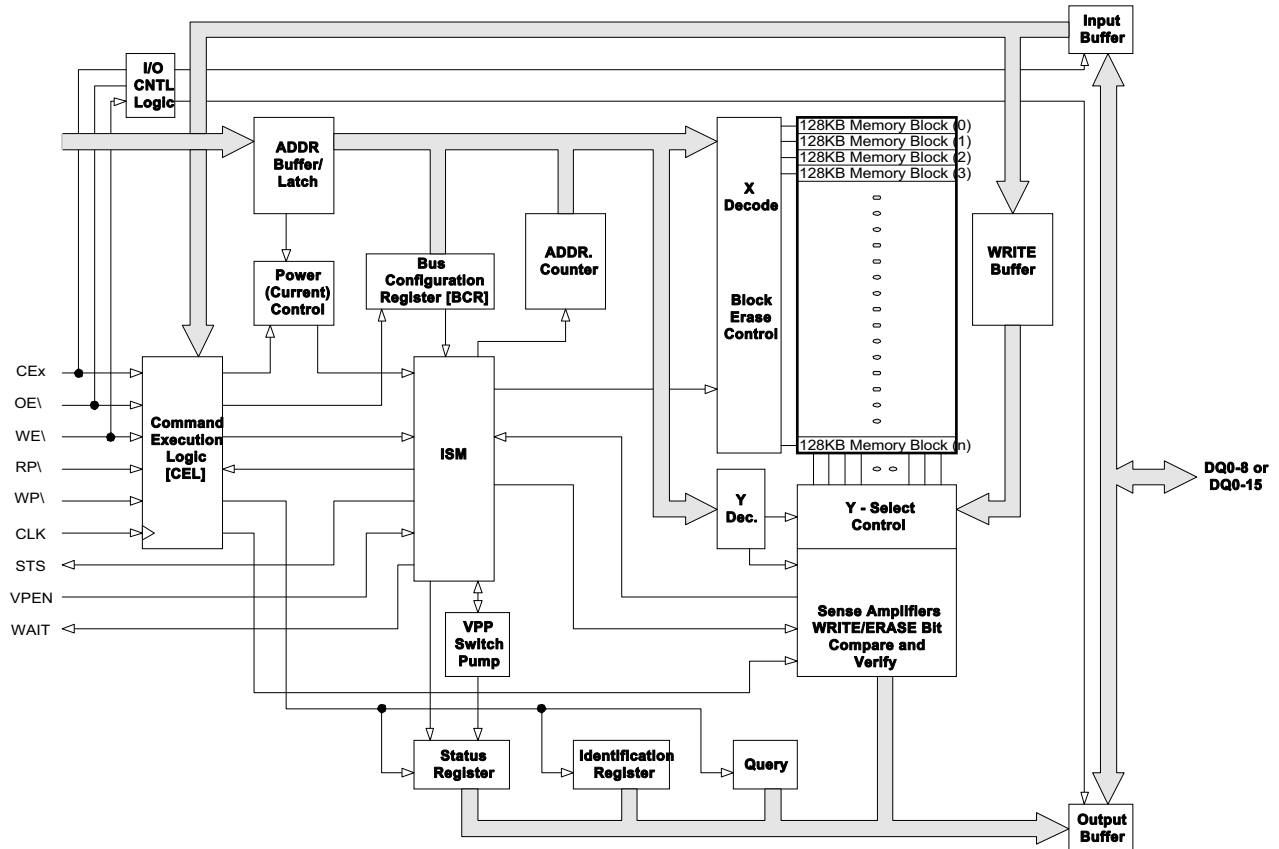 Input
Buffer
I/O
CNTL
Logic
ADDR
Buffer/
Latch
128KB Memory Block (0)
128KB Memory Block (1)
128KB Memory Block (2)
128KB Memory Block (3)
X
Decode
Block
Erase
Control
WRITE
Buffer
Power
(Current)
Control
Bus
Configuration
Register [BCR]
ADDR.
Counter
CEx
OE\
WE\
RP\
WP\
CLK
STS
VPEN
WAIT
Command
Execution
Logic
[CEL]
ISM
128KB Memory Block (n)
Y
Dec.
Y - Select
Control
DQ0-8 or
DQ0-15
VPP
Switch
Pump
Sense Amplifiers
WRITE/ERASE Bit
Compare and
Verify
Status
Register
Identification
Register
Query
Output
Buffer